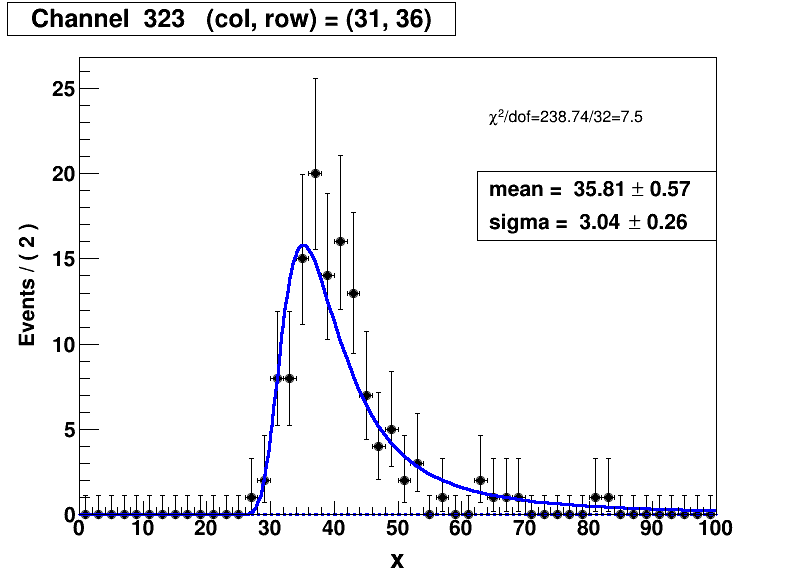 Channel 323 (col, row) = (31, 36)
χ²/dof=238.74/32=7.5
mean = 35.81 ± 0.57
sigma = 3.04 ± 0.26
Events / ( 2 )
25
20
15
10
5
0
0 10 20 30 40 50 60 70 80 90 100
x